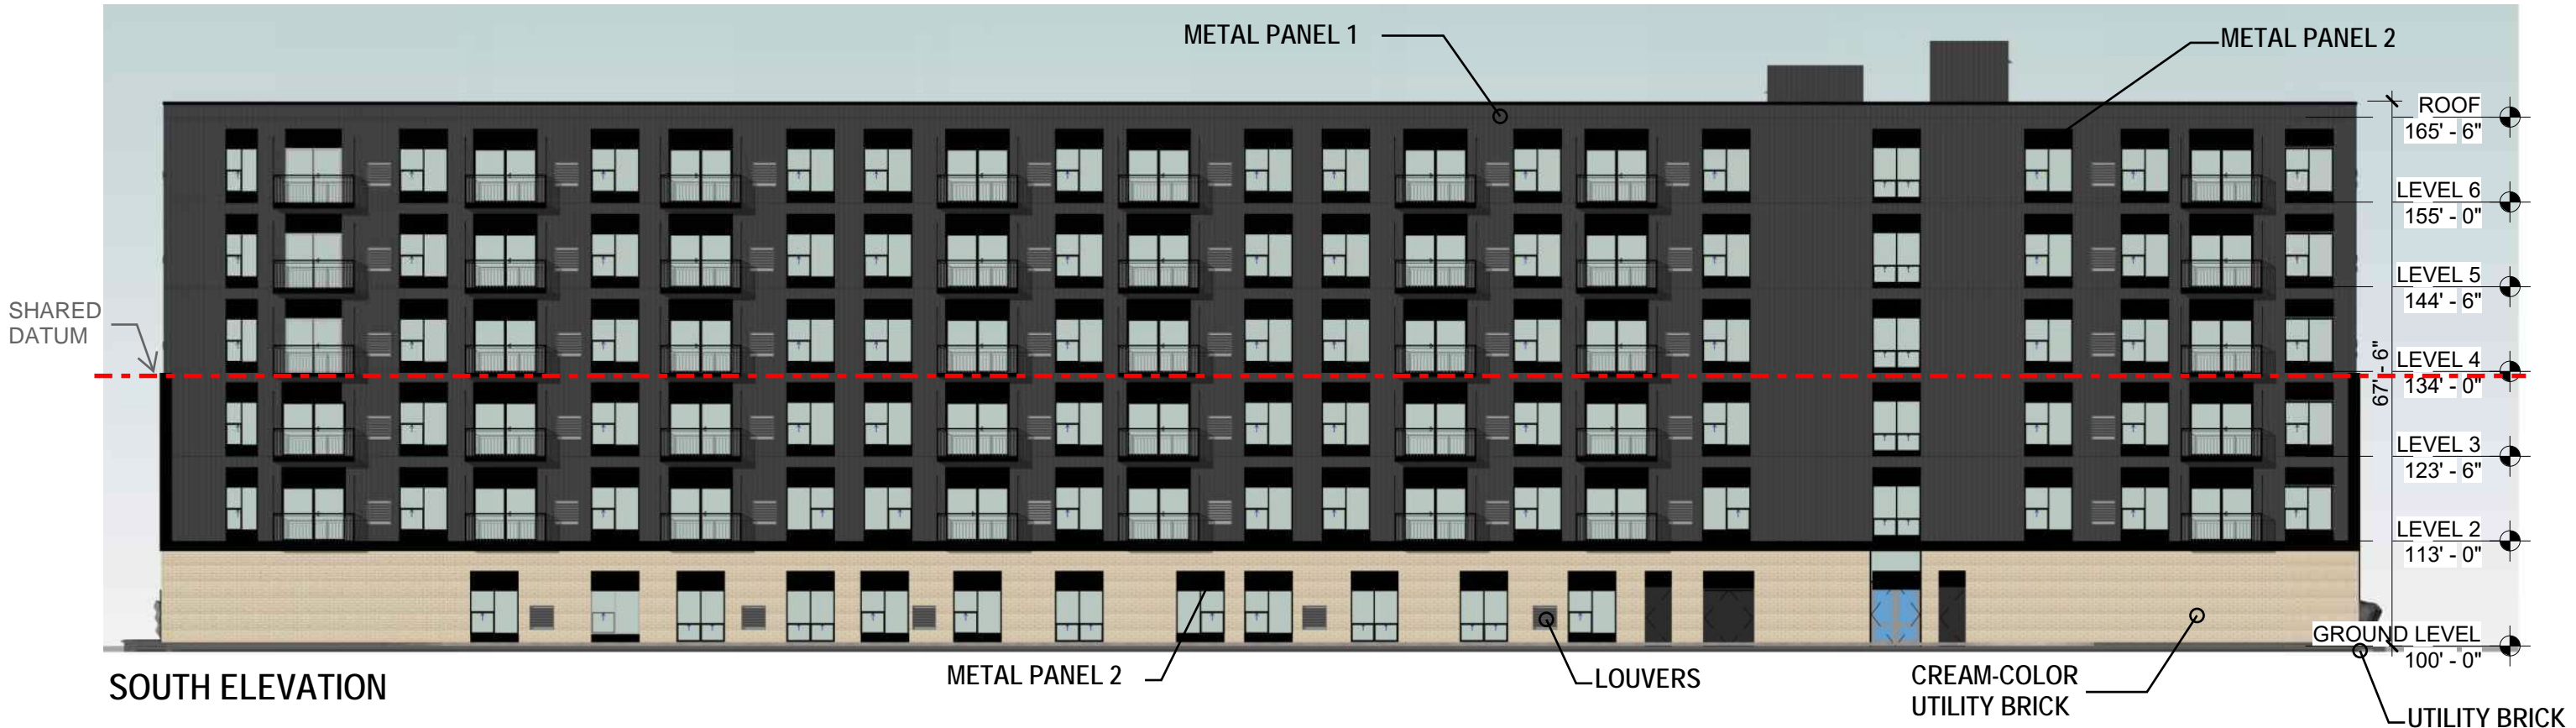 METAL PANEL 1
METAL PANEL 2
ROOF
165' - 6"
LEVEL 6
155' - 0"
LEVEL 5
144' - 6"
SHARED
DATUM
LEVEL 4
134' - 0"
67' - 6"
LEVEL 3
123' - 6"
LEVEL 2
113' - 0"
GROUND LEVEL
100' - 0"
METAL PANEL 2
LOUVERS
CREAM-COLOR
UTILITY BRICK
SOUTH ELEVATION
UTILITY BRICK